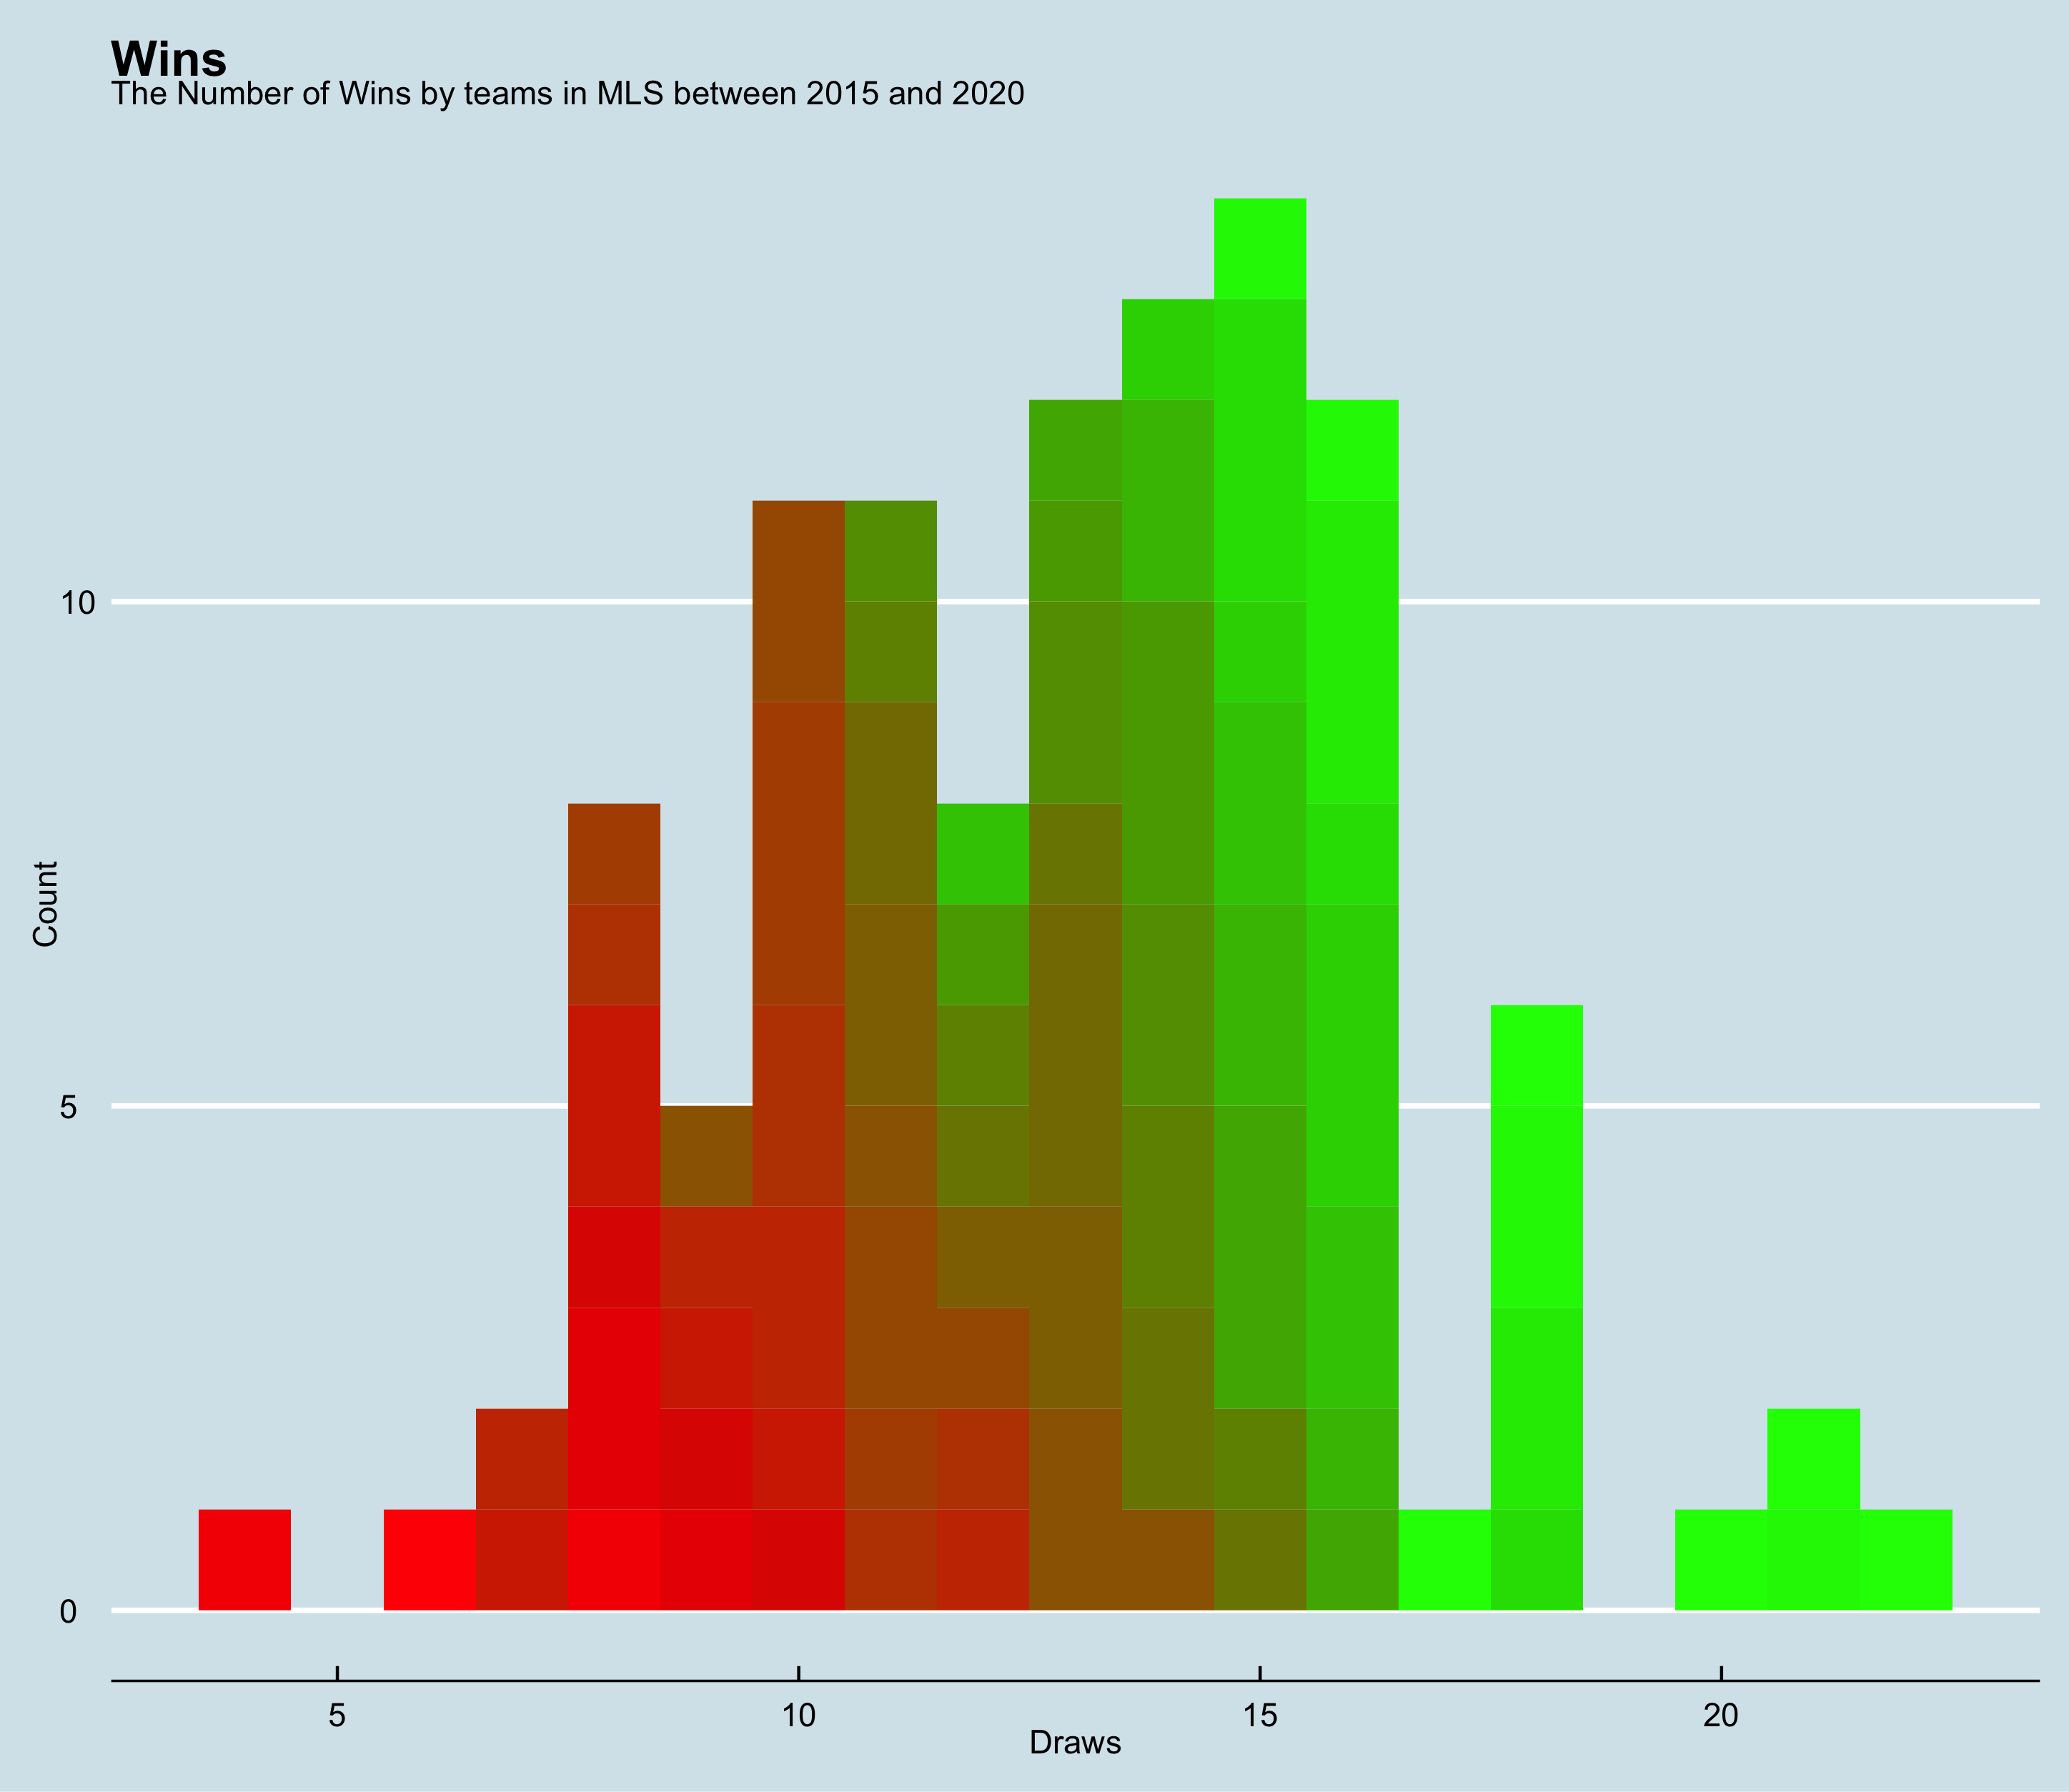 Wins
The Number of Wins by teams in MLS between 2015 and 2020
10
5
0
Count
5 10 15 20
Draws